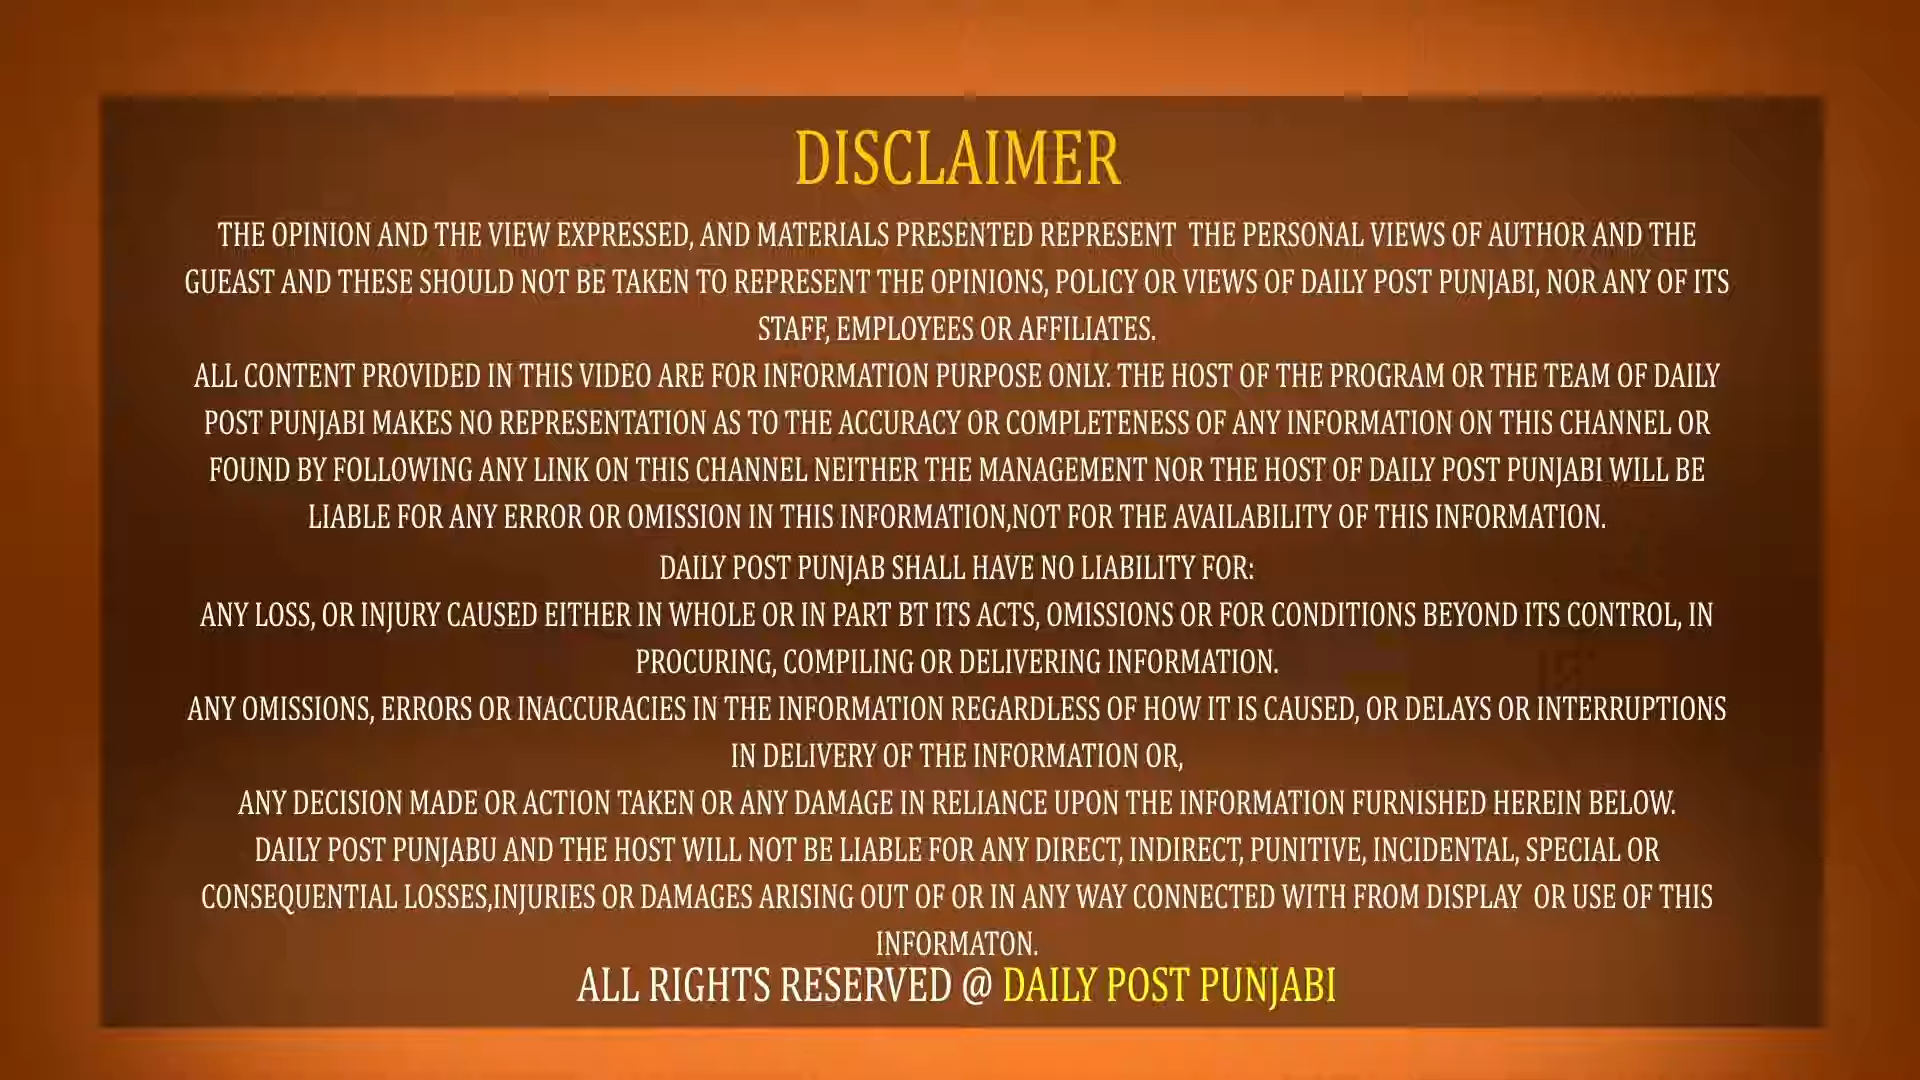 DISCLAIMER
THE OPINION AND THE VIEW EXPRESSED, AND MATERIALS PRESENTED REPRESENT THE PERSONAL VIEWS OF AUTHOR AND THE
GUEAST AND THESE SHOULD NOT BE TAKEN TO REPRESENT THE OPINIONS, POLICY OR VIEWS OF DAILY POST PUNJABI, NOR ANY OF ITS
STAFF, EMPLOYEES OR AFFILIATES.
ALL CONTENT PROVIDED IN THIS VIDEO ARE FOR INFORMATION PURPOSE ONLY. THE HOST OF THE PROGRAM OR THE TEAM OF DAILY
POST PUNJABI MAKES NO REPRESENTATION AS TO THE ACCURACY OR COMPLETENESS OF ANY INFORMATION ON THIS CHANNEL OR
FOUND BY FOLLOWING ANY LINK ON THIS CHANNEL NEITHER THE MANAGEMENT NOR THE HOST OF DAILY POST PUNJABI WILL BE
LIABLE FOR ANY ERROR OR OMISSION IN THIS INFORMATION,NOT FOR THE AVAILABILITY OF THIS INFORMATION.
DAILY POST PUNJAB SHALL HAVE NO LIABILITY FOR:
ANY LOSS, OR INJURY CAUSED EITHER IN WHOLE OR IN PART BT ITS ACTS, OMISSIONS OR FOR CONDITIONS BEYOND ITS CONTROL, IN
PROCURING, COMPILING OR DELIVERING INFORMATION.
ANY OMISSIONS, ERRORS OR INACCURACIES IN THE INFORMATION REGARDLESS OF HOW IT IS CAUSED, OR DELAYS OR INTERRUPTIONS
IN DELIVERY OF THE INFORMATION OR,
ANY DECISION MADE OR ACTION TAKEN OR ANY DAMAGE IN RELIANCE UPON THE INFORMATION FURNISHED HEREIN BELOW.
DAILY POST PUNJABU AND THE HOST WILL NOT BE LIABLE FOR ANY DIRECT, INDIRECT, PUNITIVE, INCIDENTAL, SPECIAL OR
CONSEQUENTIAL LOSSES,INJURIES OR DAMAGES ARISING OUT OF OR IN ANY WAY CONNECTED WITH FROM DISPLAY OR USE OF THIS
INFORMATON.
ALL RIGHTS RESERVED @ DAILY POST PUNJABI